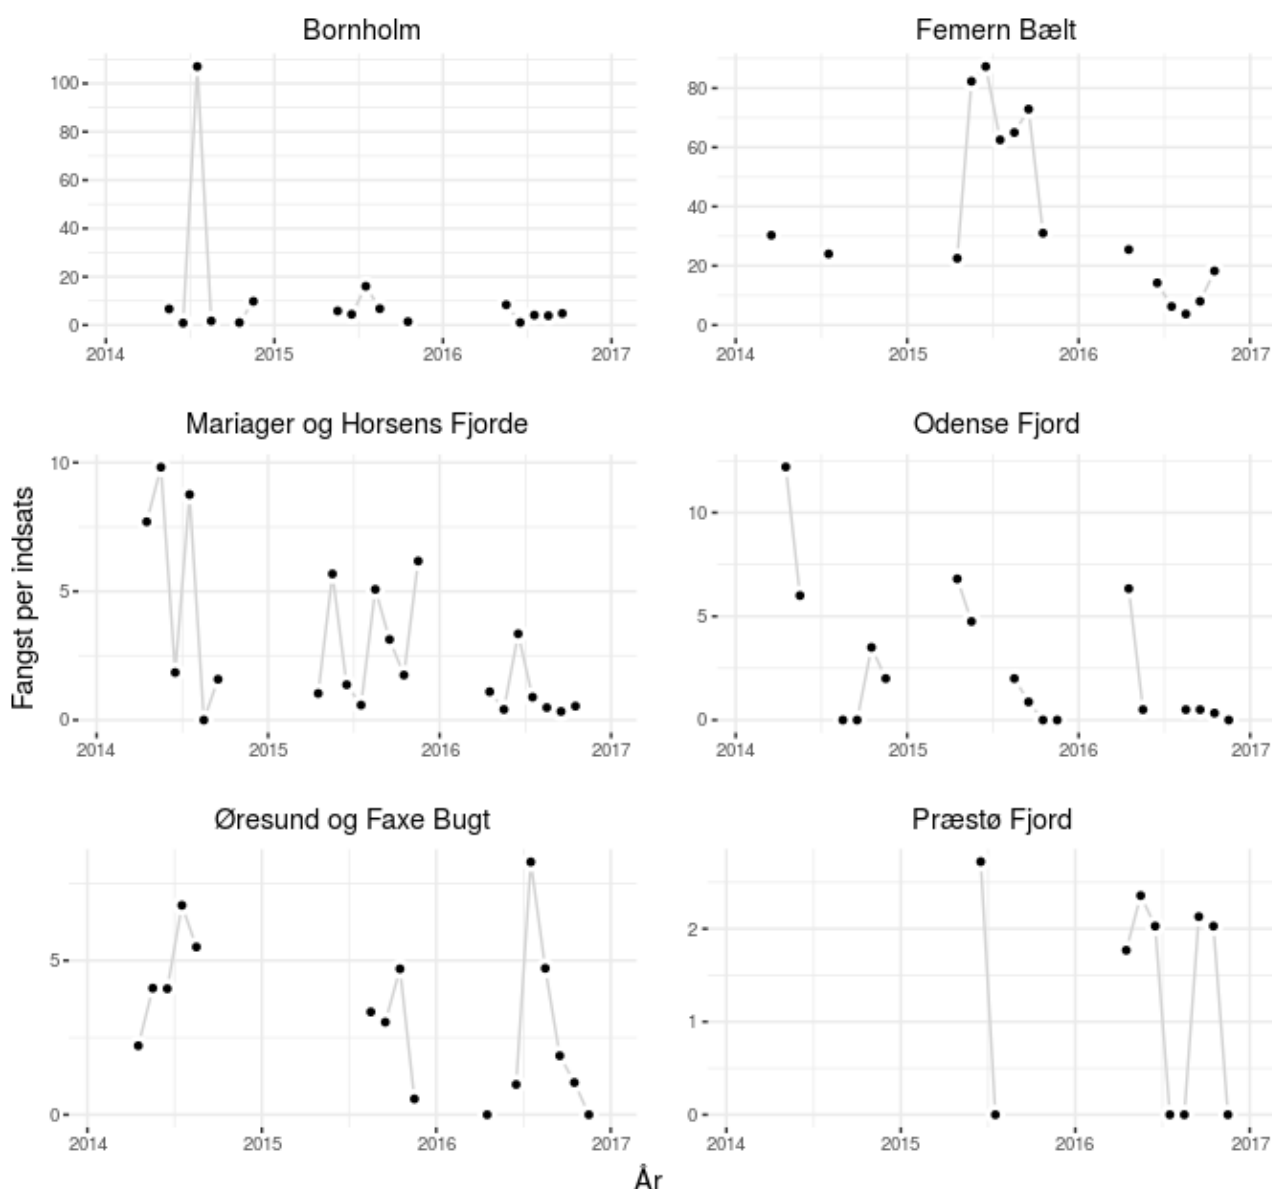 Bornholm
Femern Bælt
100
80
60
40
20
0
2014 2015 2016 2017
80
60
40
20
0
2014 2015 2016 2017
Mariager og Horsens Fjorde
Odense Fjord
Fangst per indsats
10
5
0
2014 2015 2016 2017
10
5
0
2014 2015 2016 2017
Øresund og Faxe Bugt
Præstø Fjord
5
0
2014 2015 2016 2017
2
1
0
2014 2015 2016 2017
År